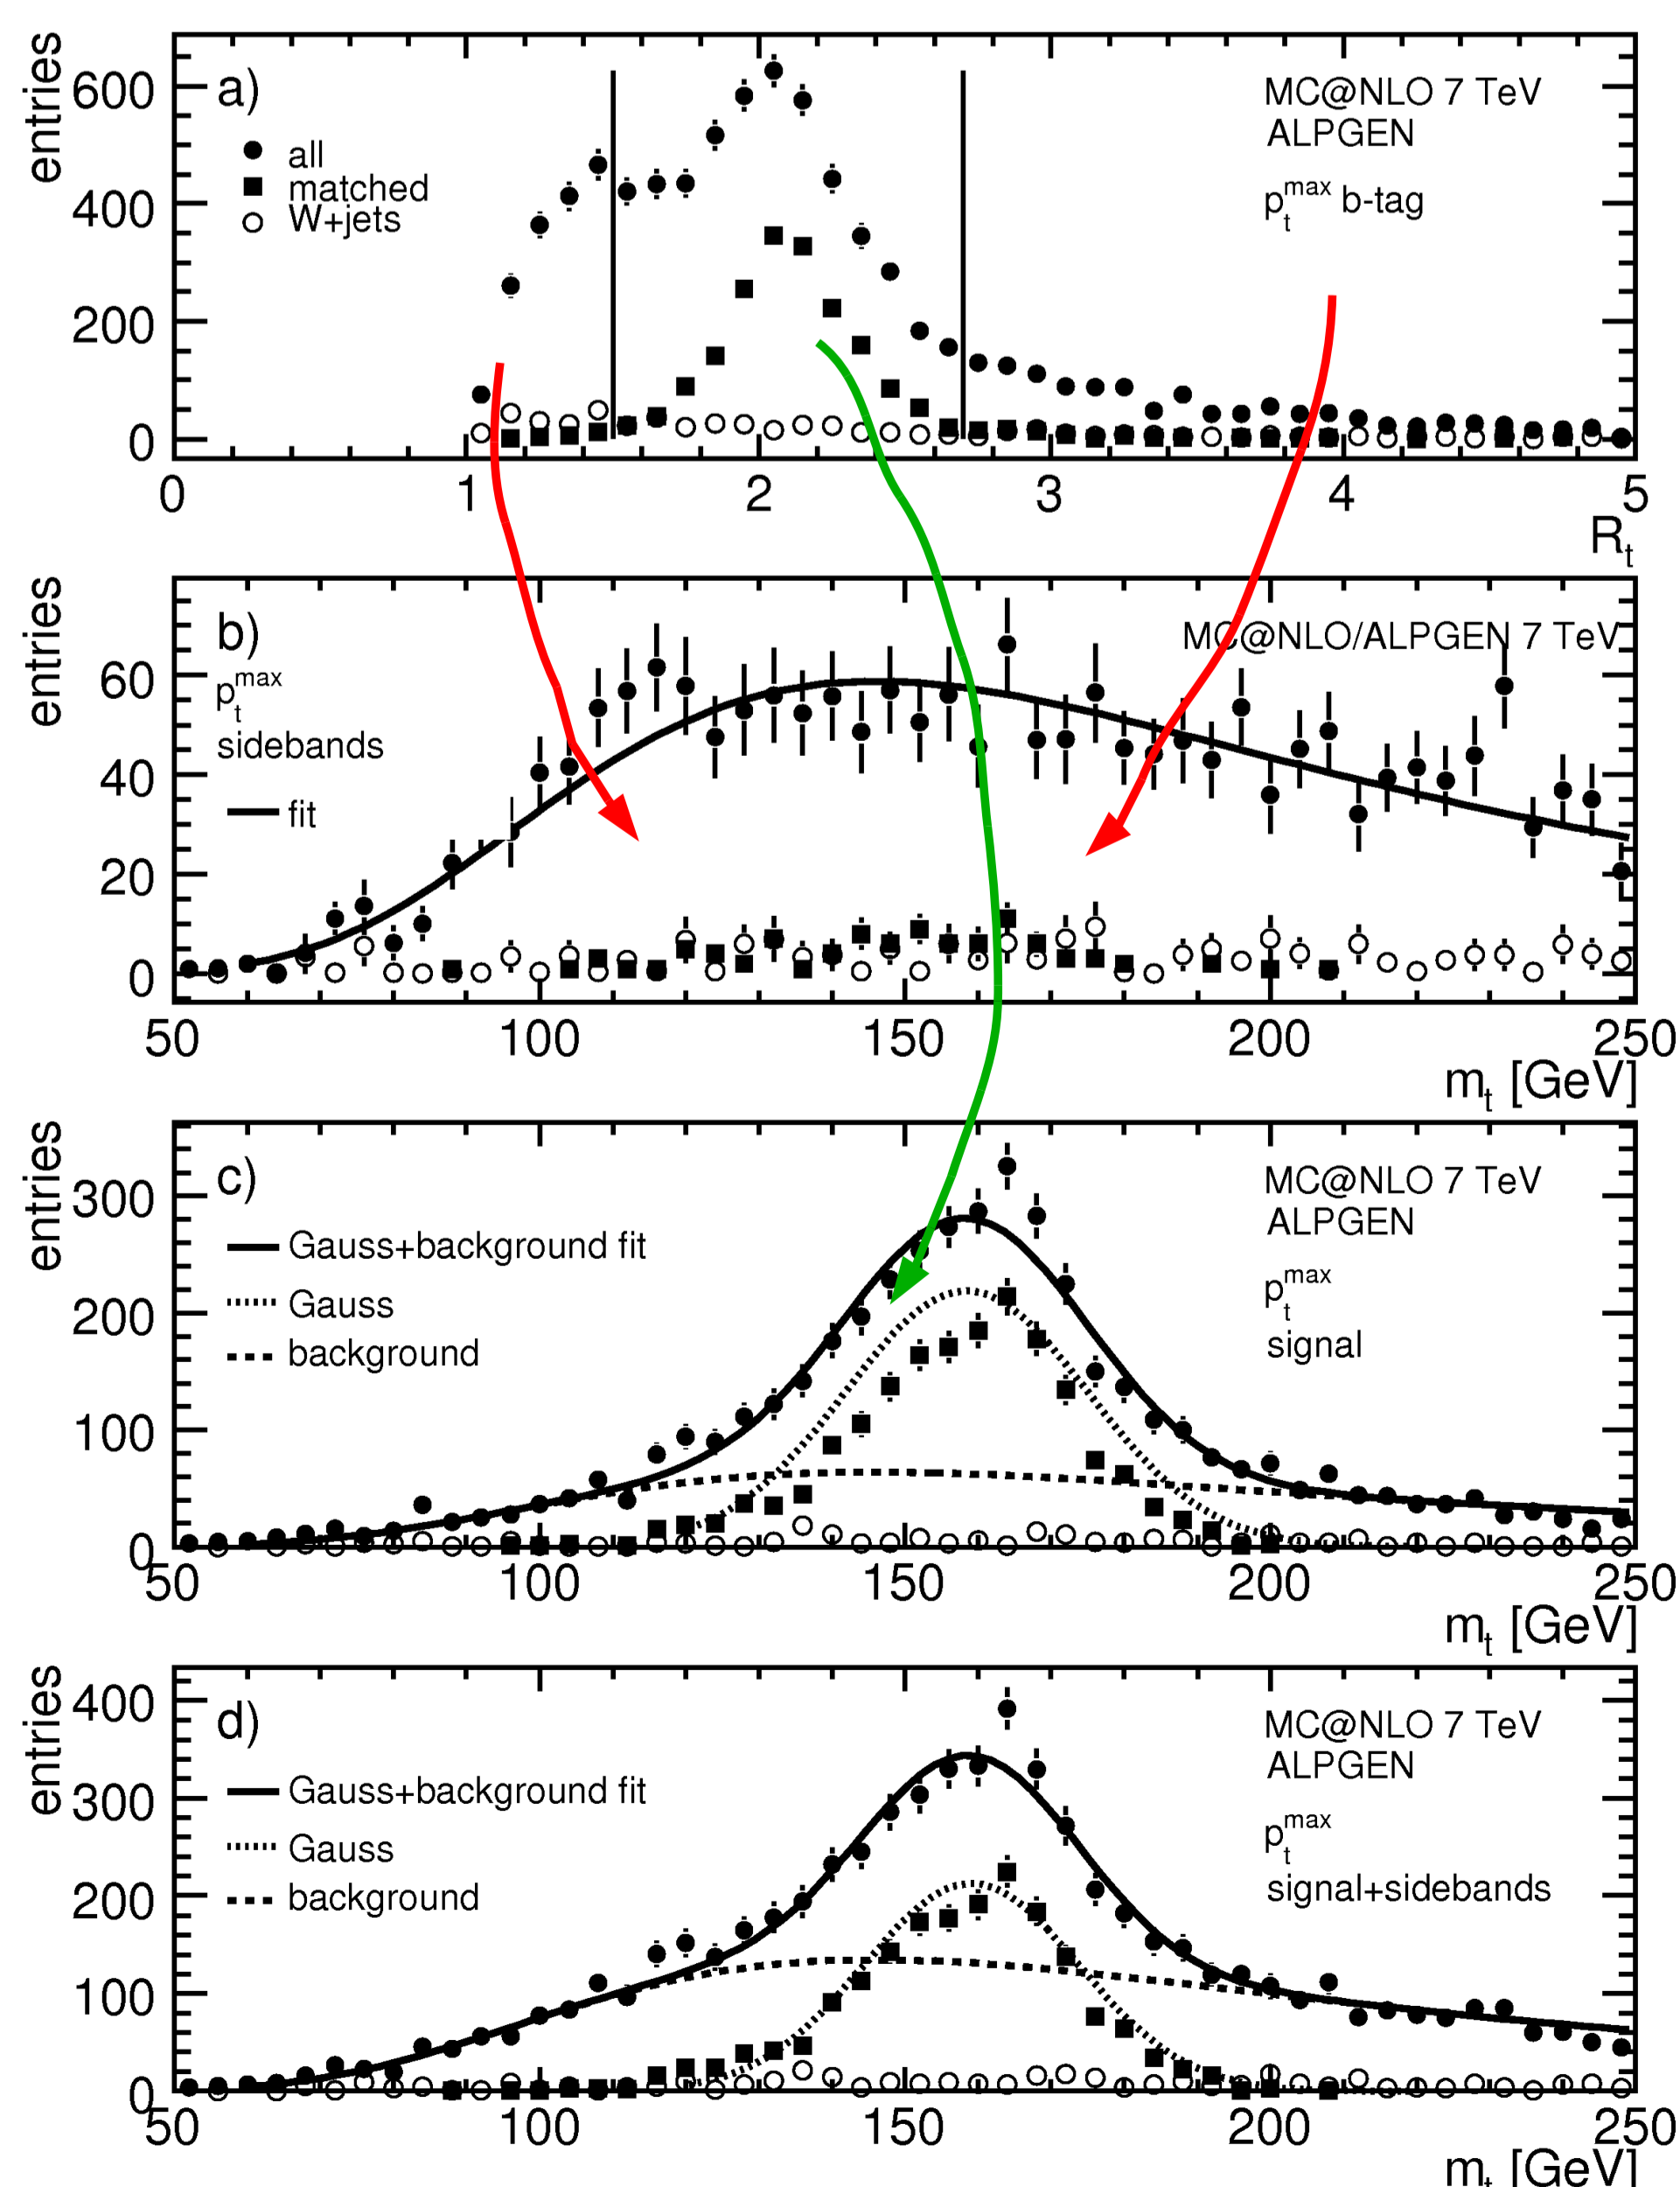 entries
600
400
200
0
a)
all
matched
W+jets
MC@NLO 7 TeV
ALPGEN
p_t^max b-tag
0 1 2 3 4 5
R_t
entries
60
40
20
0
b)
p_t^max
sidebands
fit
MC@NLO/ALPGEN 7 TeV
50 100 150 200 250
m_t [GeV]
entries
300
200
100
0
c)
Gauss+background fit
Gauss
background
MC@NLO 7 TeV
ALPGEN
p_t^max
signal
50 100 150 200 250
m_t [GeV]
entries
400
300
200
100
0
d)
Gauss+background fit
Gauss
background
MC@NLO 7 TeV
ALPGEN
p_t^max
signal+sidebands
50 100 150 200 250
m_t [GeV]